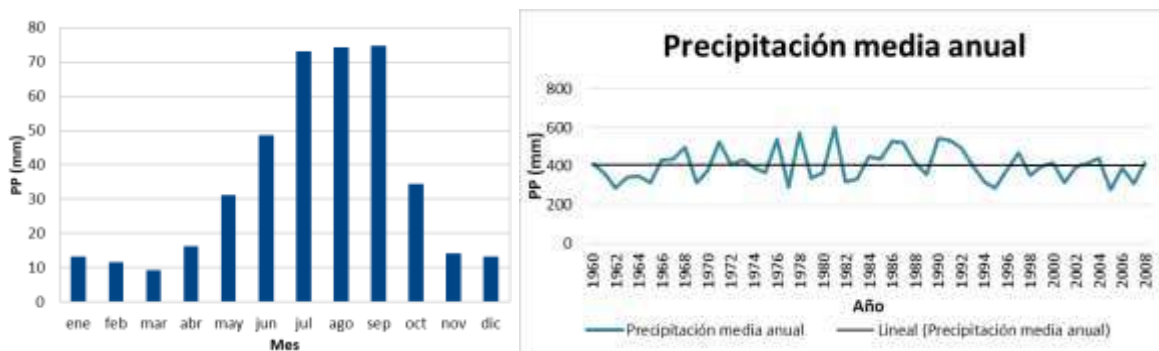 80
70
60
50
40
30
20
10
0
PP (mm)
ene feb mar abr may jun jul ago sep oct nov dic
Mes
Precipitación media anual
800
600
400
200
0
PP (mm)
1960 1962 1964 1966 1968 1970 1972 1974 1976 1978 1980 1982 1984 1986 1988 1990 1992 1994 1996 1998 2000 2002 2004 2006 2008
Año
Precipitación media anual Lineal (Precipitación media anual)